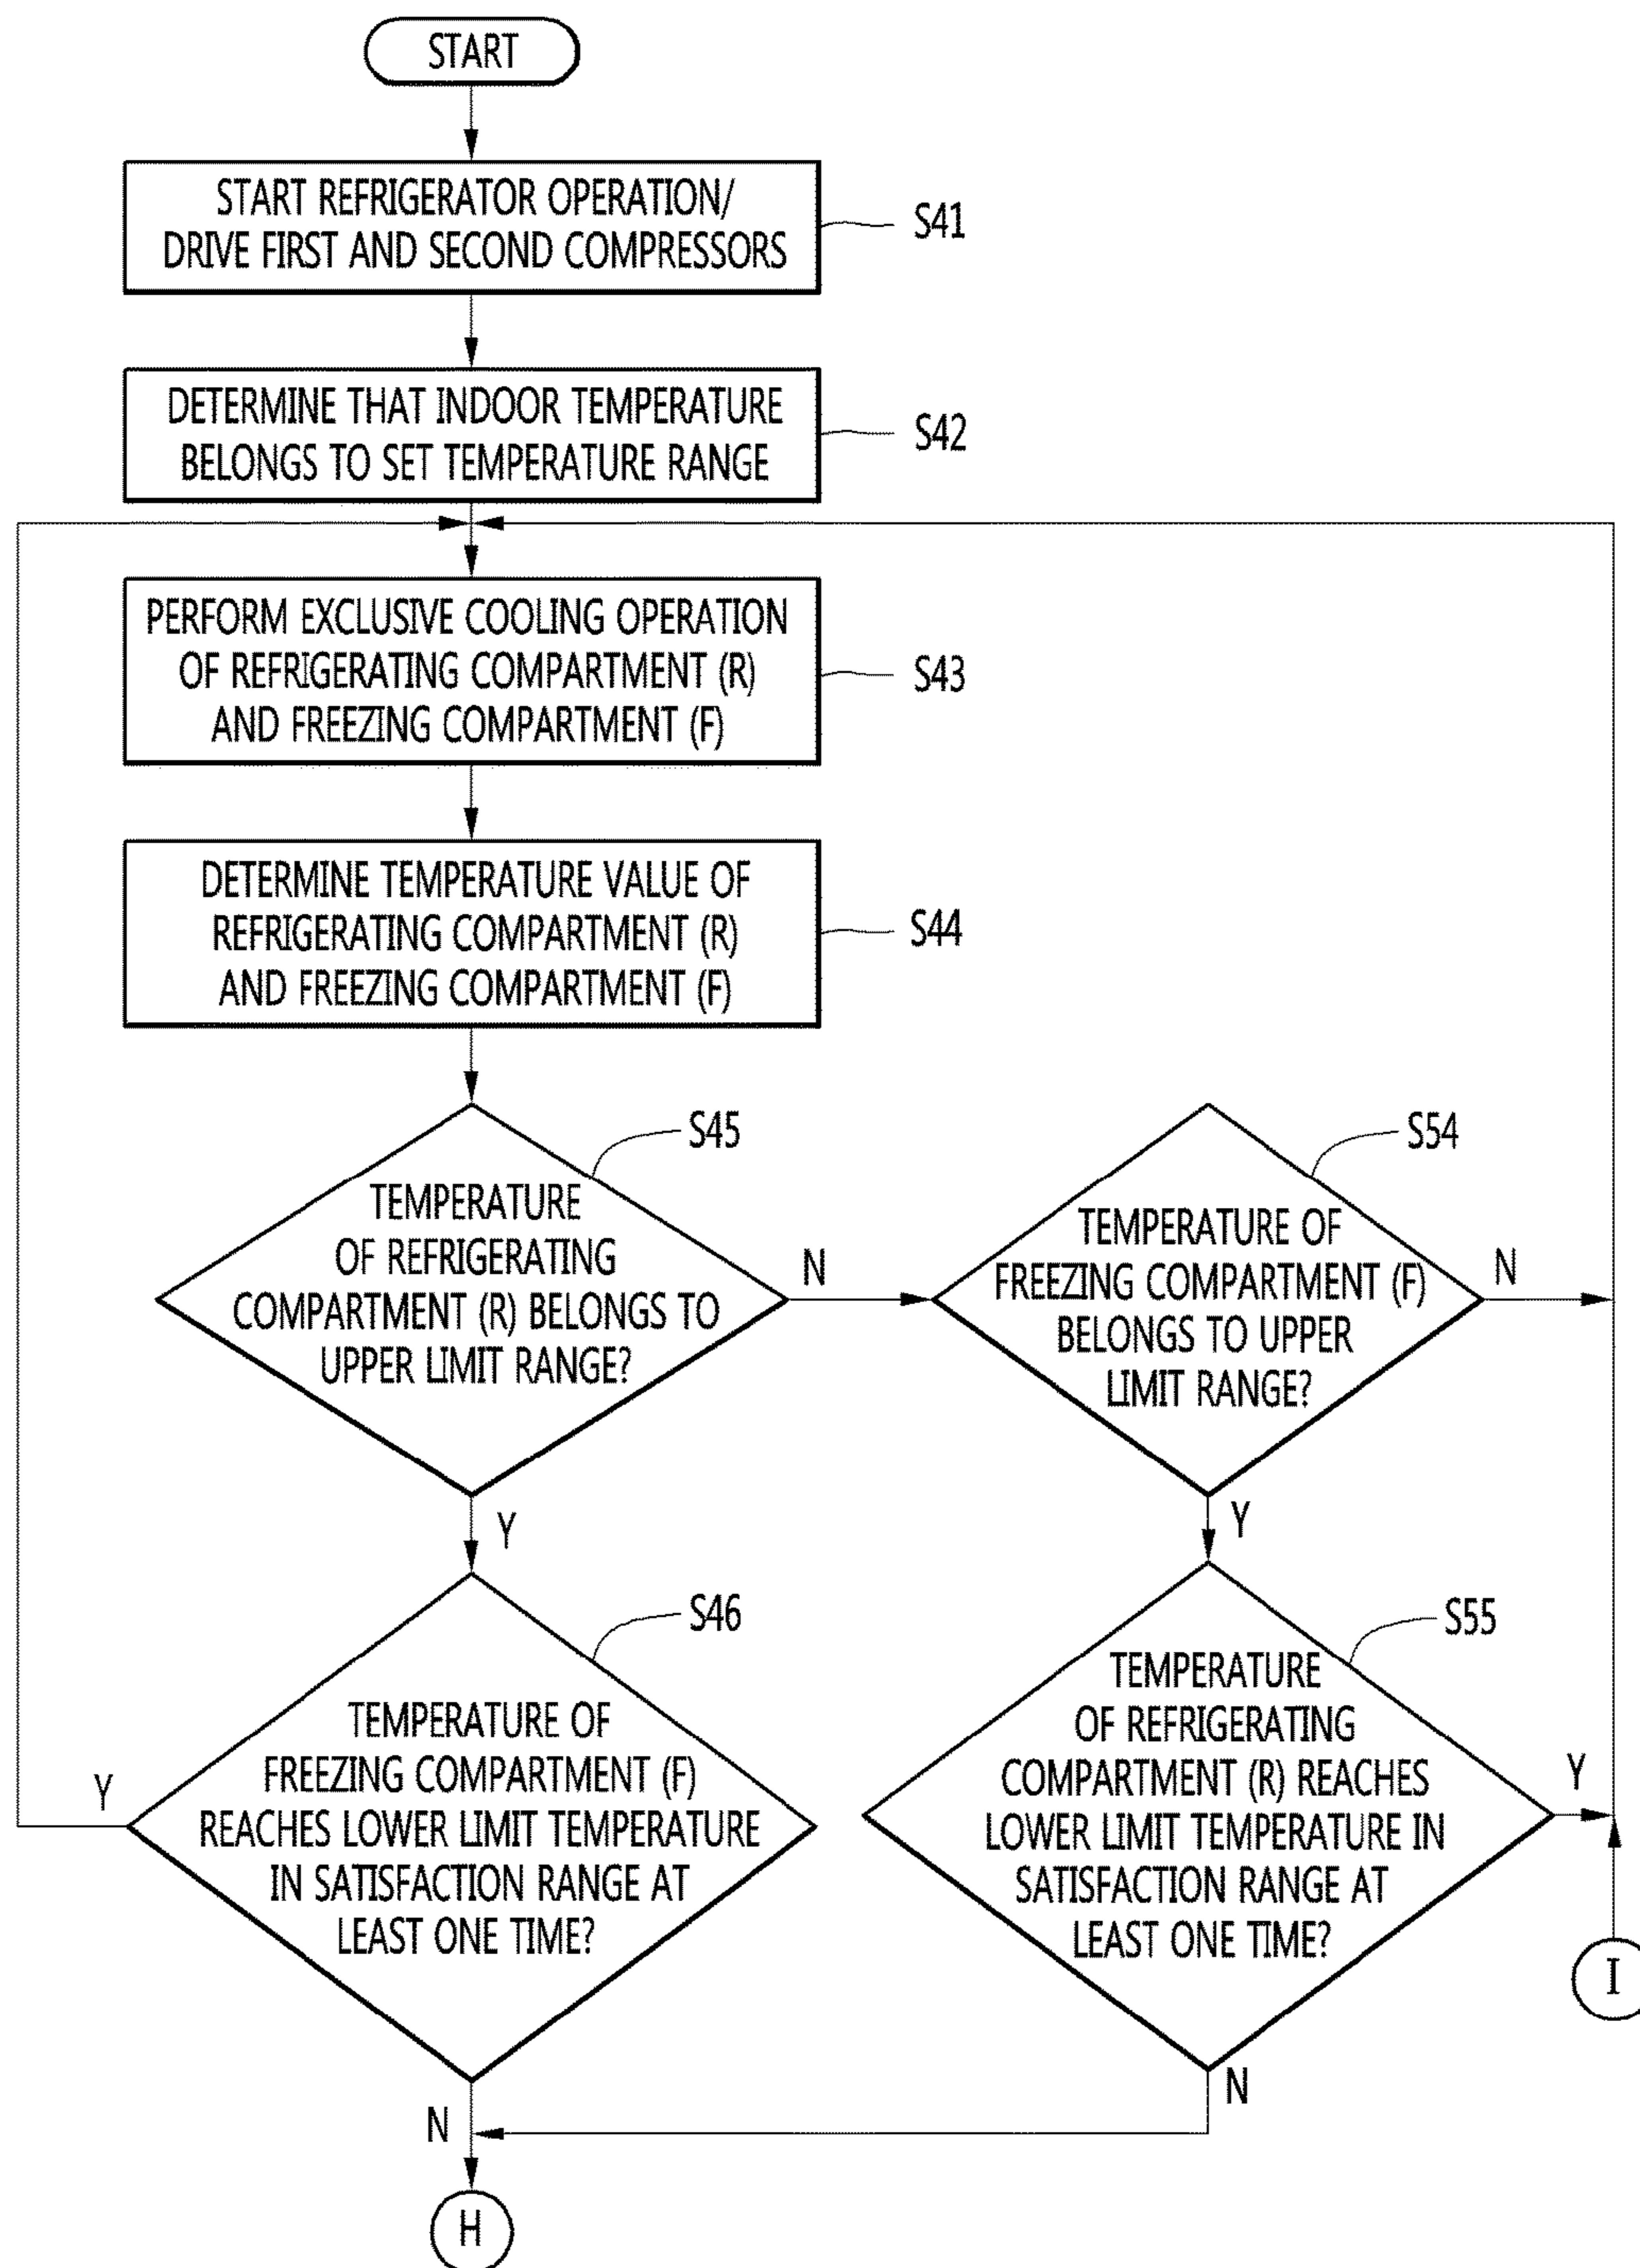 START
START REFRIGERATOR OPERATION/
DRIVE FIRST AND SECOND COMPRESSORS
S41
DETERMINE THAT INDOOR TEMPERATURE
BELONGS TO SET TEMPERATURE RANGE
S42
PERFORM EXCLUSIVE COOLING OPERATION
OF REFRIGERATING COMPARTMENT (R)
AND FREEZING COMPARTMENT (F)
S43
DETERMINE TEMPERATURE VALUE OF
REFRIGERATING COMPARTMENT (R)
AND FREEZING COMPARTMENT (F)
S44
S45
TEMPERATURE
OF REFRIGERATING
COMPARTMENT (R) BELONGS TO
UPPER LIMIT RANGE?
N
Y
S54
TEMPERATURE OF
FREEZING COMPARTMENT (F)
BELONGS TO UPPER
LIMIT RANGE?
N
Y
S46
TEMPERATURE OF
FREEZING COMPARTMENT (F)
REACHES LOWER LIMIT TEMPERATURE
IN SATISFACTION RANGE AT
LEAST ONE TIME?
Y
N
S55
TEMPERATURE
OF REFRIGERATING
COMPARTMENT (R) REACHES
LOWER LIMIT TEMPERATURE IN
SATISFACTION RANGE AT
LEAST ONE TIME?
Y
N
I
H